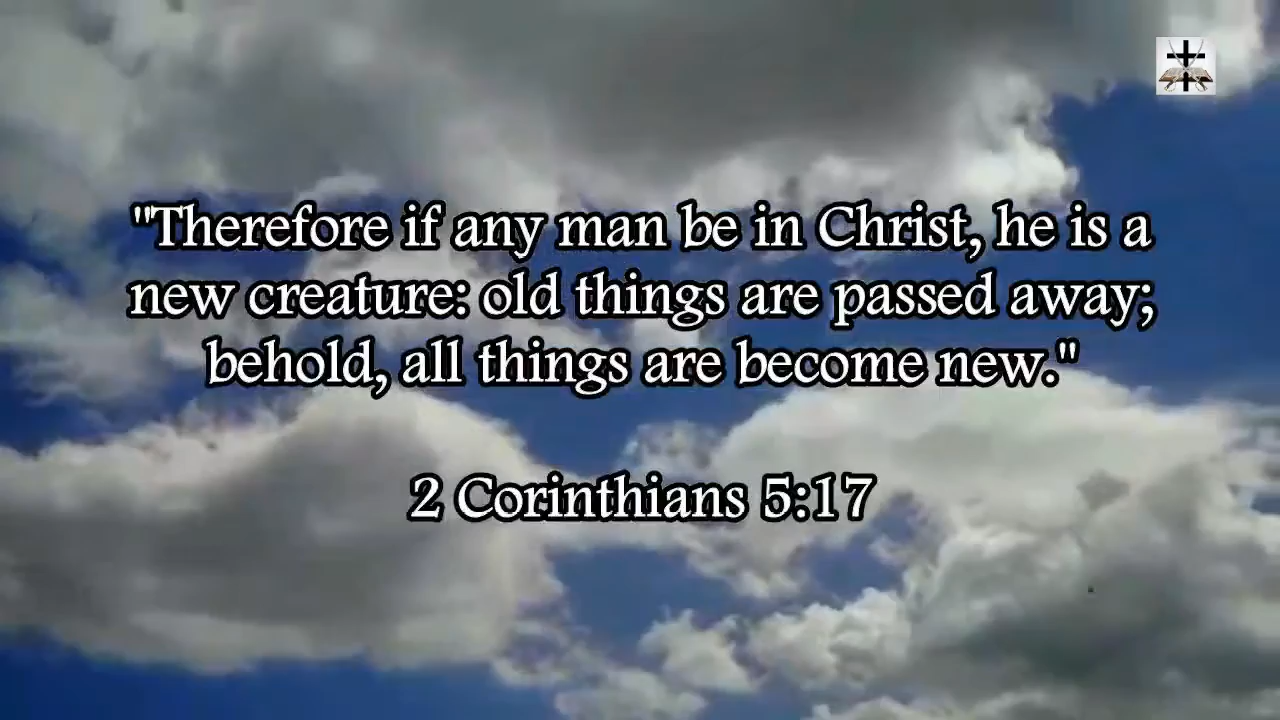 "Therefore if any man be in Christ, he is a
new creature: old things are passed away;
behold, all things are become new."
2 Corinthians 5:17